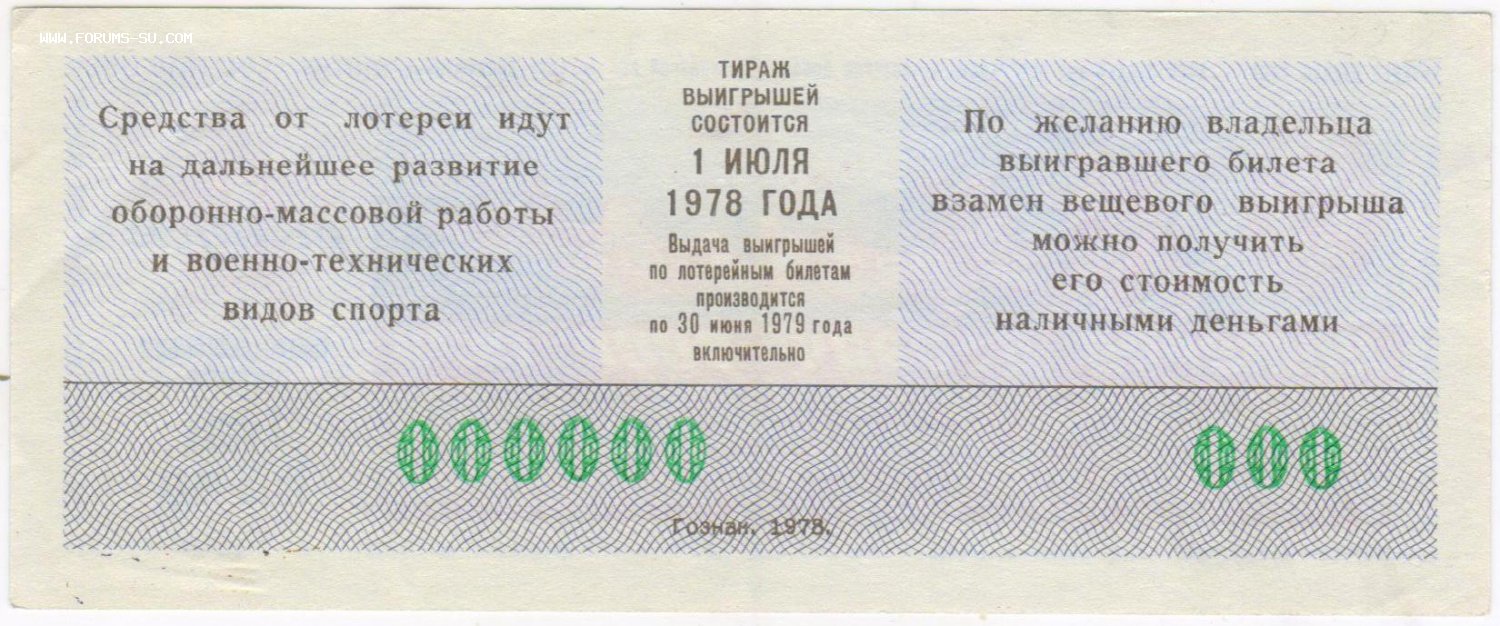 WWW.FORUMS-SU.COM
Средства от лотереи идут
на дальнейшее развитие
оборонно-массовой работы
и военно-технических
видов спорта
ТИРАЖ
ВЫИГРЫШЕЙ
СОСТОИТСЯ
1 ИЮЛЯ
1978 ГОДА
Выдача выигрышей
по лотерейным билетам
производится
по 30 июня 1979 года
включительно
По желанию владельца
выигравшего билета
взамен вещевого выигрыша
можно получить
его стоимость
наличными деньгами
000000
000
Гознак. 1978.